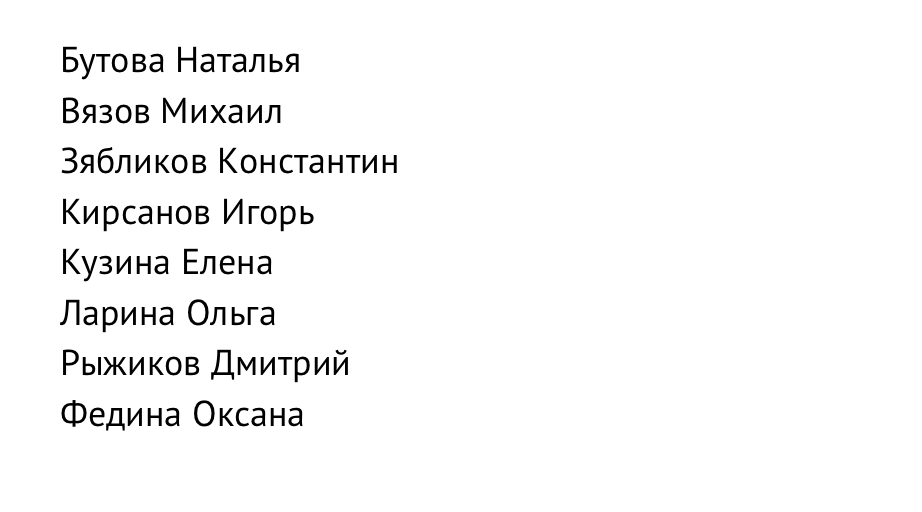 Бутова Наталья
Вязов Михаил
Зябликов Константин
Кирсанов Игорь
Кузина Елена
Ларина Ольга
Рыжиков Дмитрий
Федина Оксана